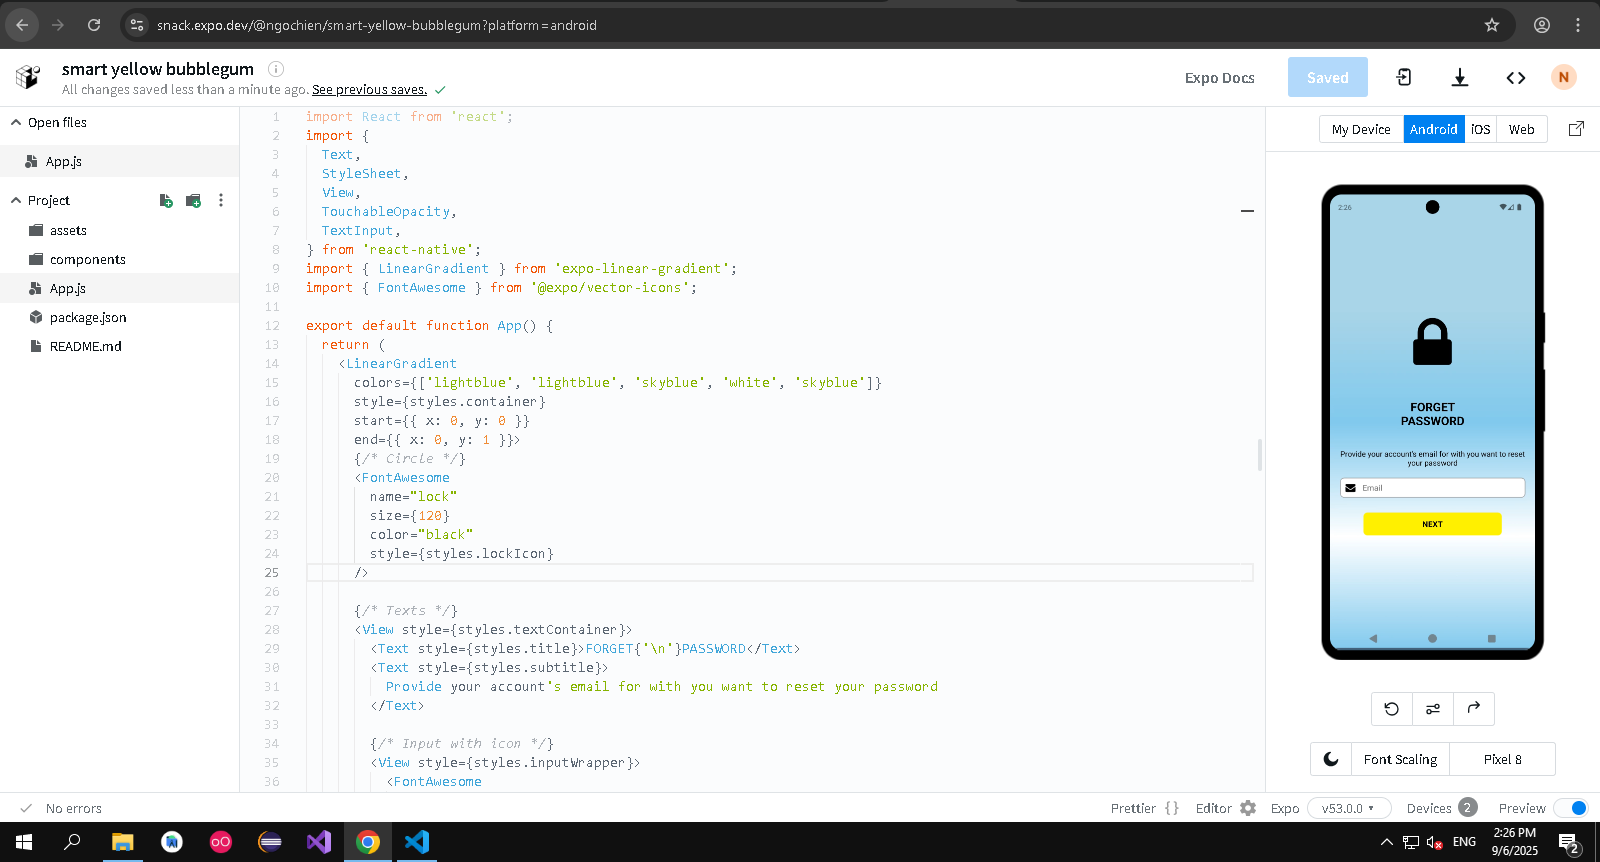 snack.expo.dev/@ngochien/smart-yellow-bubblegum?platform=android
smart yellow bubblegum
All changes saved less than a minute ago. See previous saves.
Expo Docs
Saved
N
Open files
App.js
Project
assets
components
App.js
package.json
README.md
1 import React from 'react';
2 import {
3 Text,
4 StyleSheet,
5 View,
6 TouchableOpacity,
7 TextInput,
8 } from 'react-native';
9 import { LinearGradient } from 'expo-linear-gradient';
10 import { FontAwesome } from '@expo/vector-icons';
11
12 export default function App() {
13 return (
14 <LinearGradient
15 colors={['lightblue', 'lightblue', 'skyblue', 'white', 'skyblue']}
16 style={styles.container}
17 start={{ x: 0, y: 0 }}
18 end={{ x: 0, y: 1 }}>
19 {/* Circle */}
20 <FontAwesome
21 name="lock"
22 size={120}
23 color="black"
24 style={styles.lockIcon}
25 />
26
27 {/* Texts */}
28 <View style={styles.textContainer}>
29 <Text style={styles.title}>FORGET{'\n'}PASSWORD</Text>
30 <Text style={styles.subtitle}>
31 Provide your account's email for with you want to reset your password
32 </Text>
33
34 {/* Input with icon */}
35 <View style={styles.inputWrapper}>
36 <FontAwesome
My Device
Android
iOS
Web
2:26
FORGET
PASSWORD
Provide your account's email for with you want to reset
your password
Email
NEXT
Font Scaling
Pixel 8
No errors
Prettier {}
Editor
Expo
v53.0.0
Devices 2
Preview
ENG
2:26 PM
9/6/2025
2